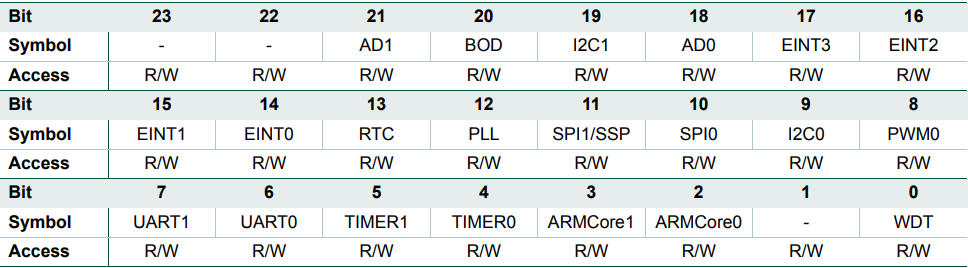 Bit 23 22 21 20 19 18 17 16
Symbol - - AD1 BOD I2C1 AD0 EINT3 EINT2
Access R/W R/W R/W R/W R/W R/W R/W R/W
Bit 15 14 13 12 11 10 9 8
Symbol EINT1 EINT0 RTC PLL SPI1/SSP SPI0 I2C0 PWM0
Access R/W R/W R/W R/W R/W R/W R/W R/W
Bit 7 6 5 4 3 2 1 0
Symbol UART1 UART0 TIMER1 TIMER0 ARMCore1 ARMCore0 - WDT
Access R/W R/W R/W R/W R/W R/W R/W R/W